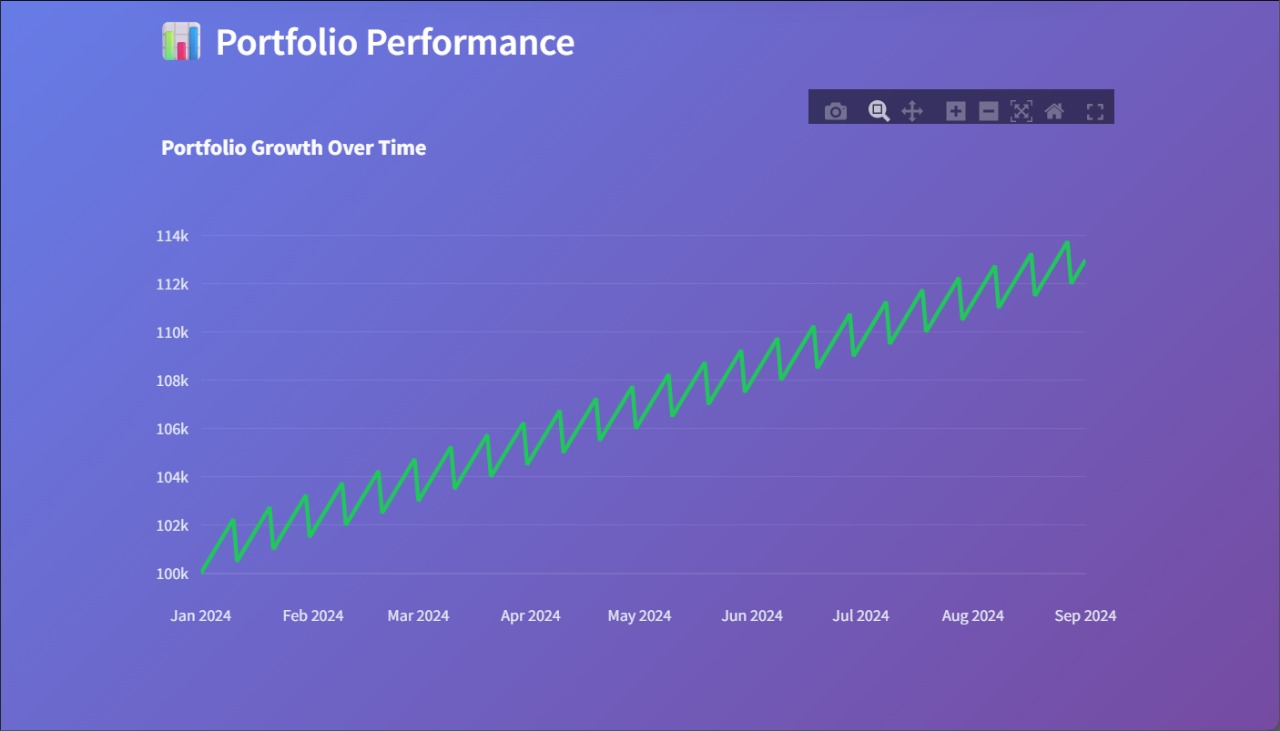 Portfolio Performance
Portfolio Growth Over Time
114k
112k
110k
108k
106k
104k
102k
100k
Jan 2024 Feb 2024 Mar 2024 Apr 2024 May 2024 Jun 2024 Jul 2024 Aug 2024 Sep 2024